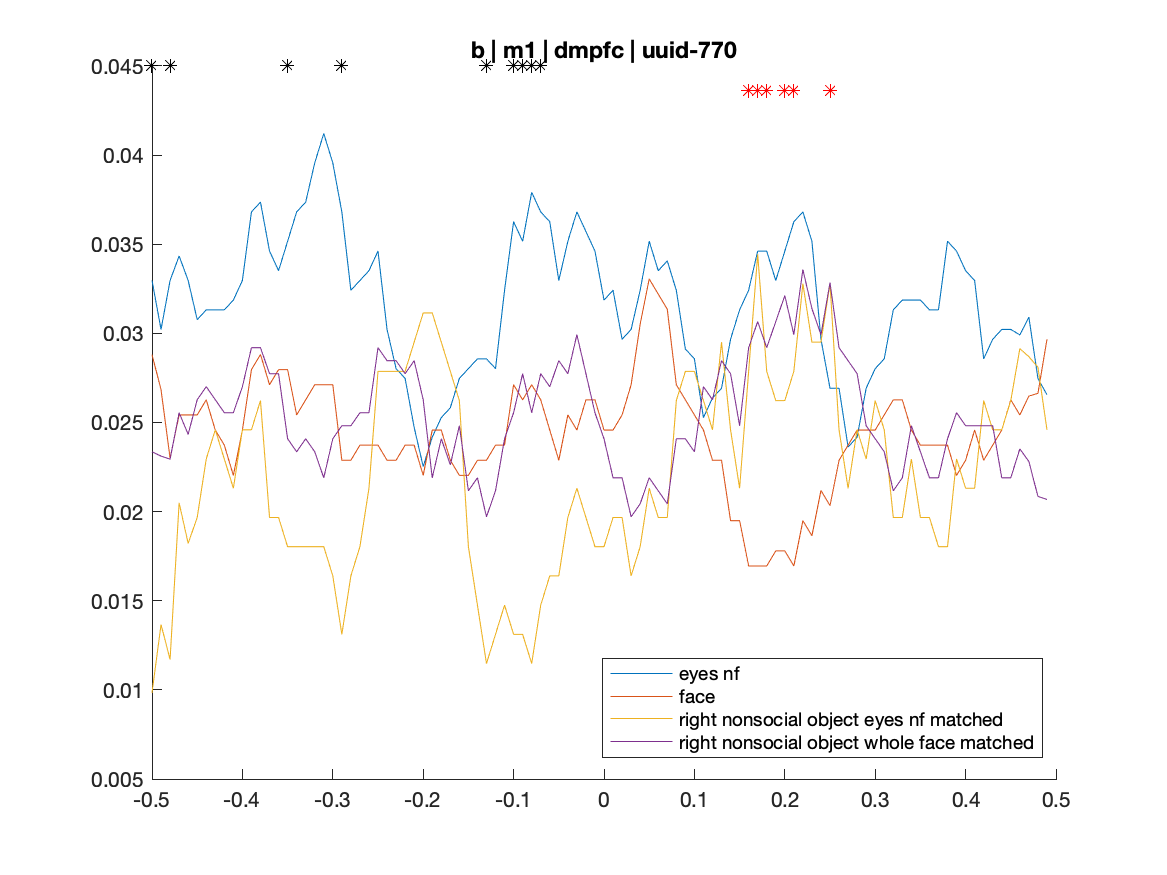 b | m1 | dmpfc | uuid-770
0.045
0.04
0.035
0.03
0.025
0.02
0.015
0.01
0.005
-0.5 -0.4 -0.3 -0.2 -0.1 0 0.1 0.2 0.3 0.4 0.5
eyes nf
face
right nonsocial object eyes nf matched
right nonsocial object whole face matched